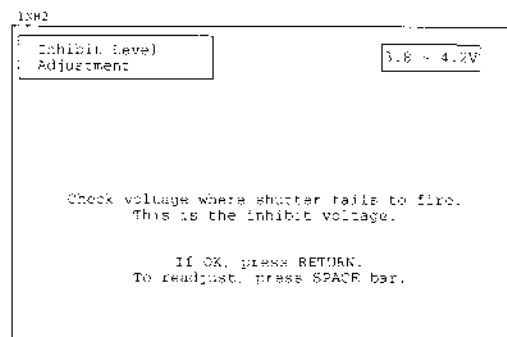 INH2
Inhibit Level
Adjustment
3.8 ~ 4.2V
Check voltage where shutter fails to fire.
This is the inhibit voltage.
If OK, press RETURN.
To readjust, press SPACE bar.